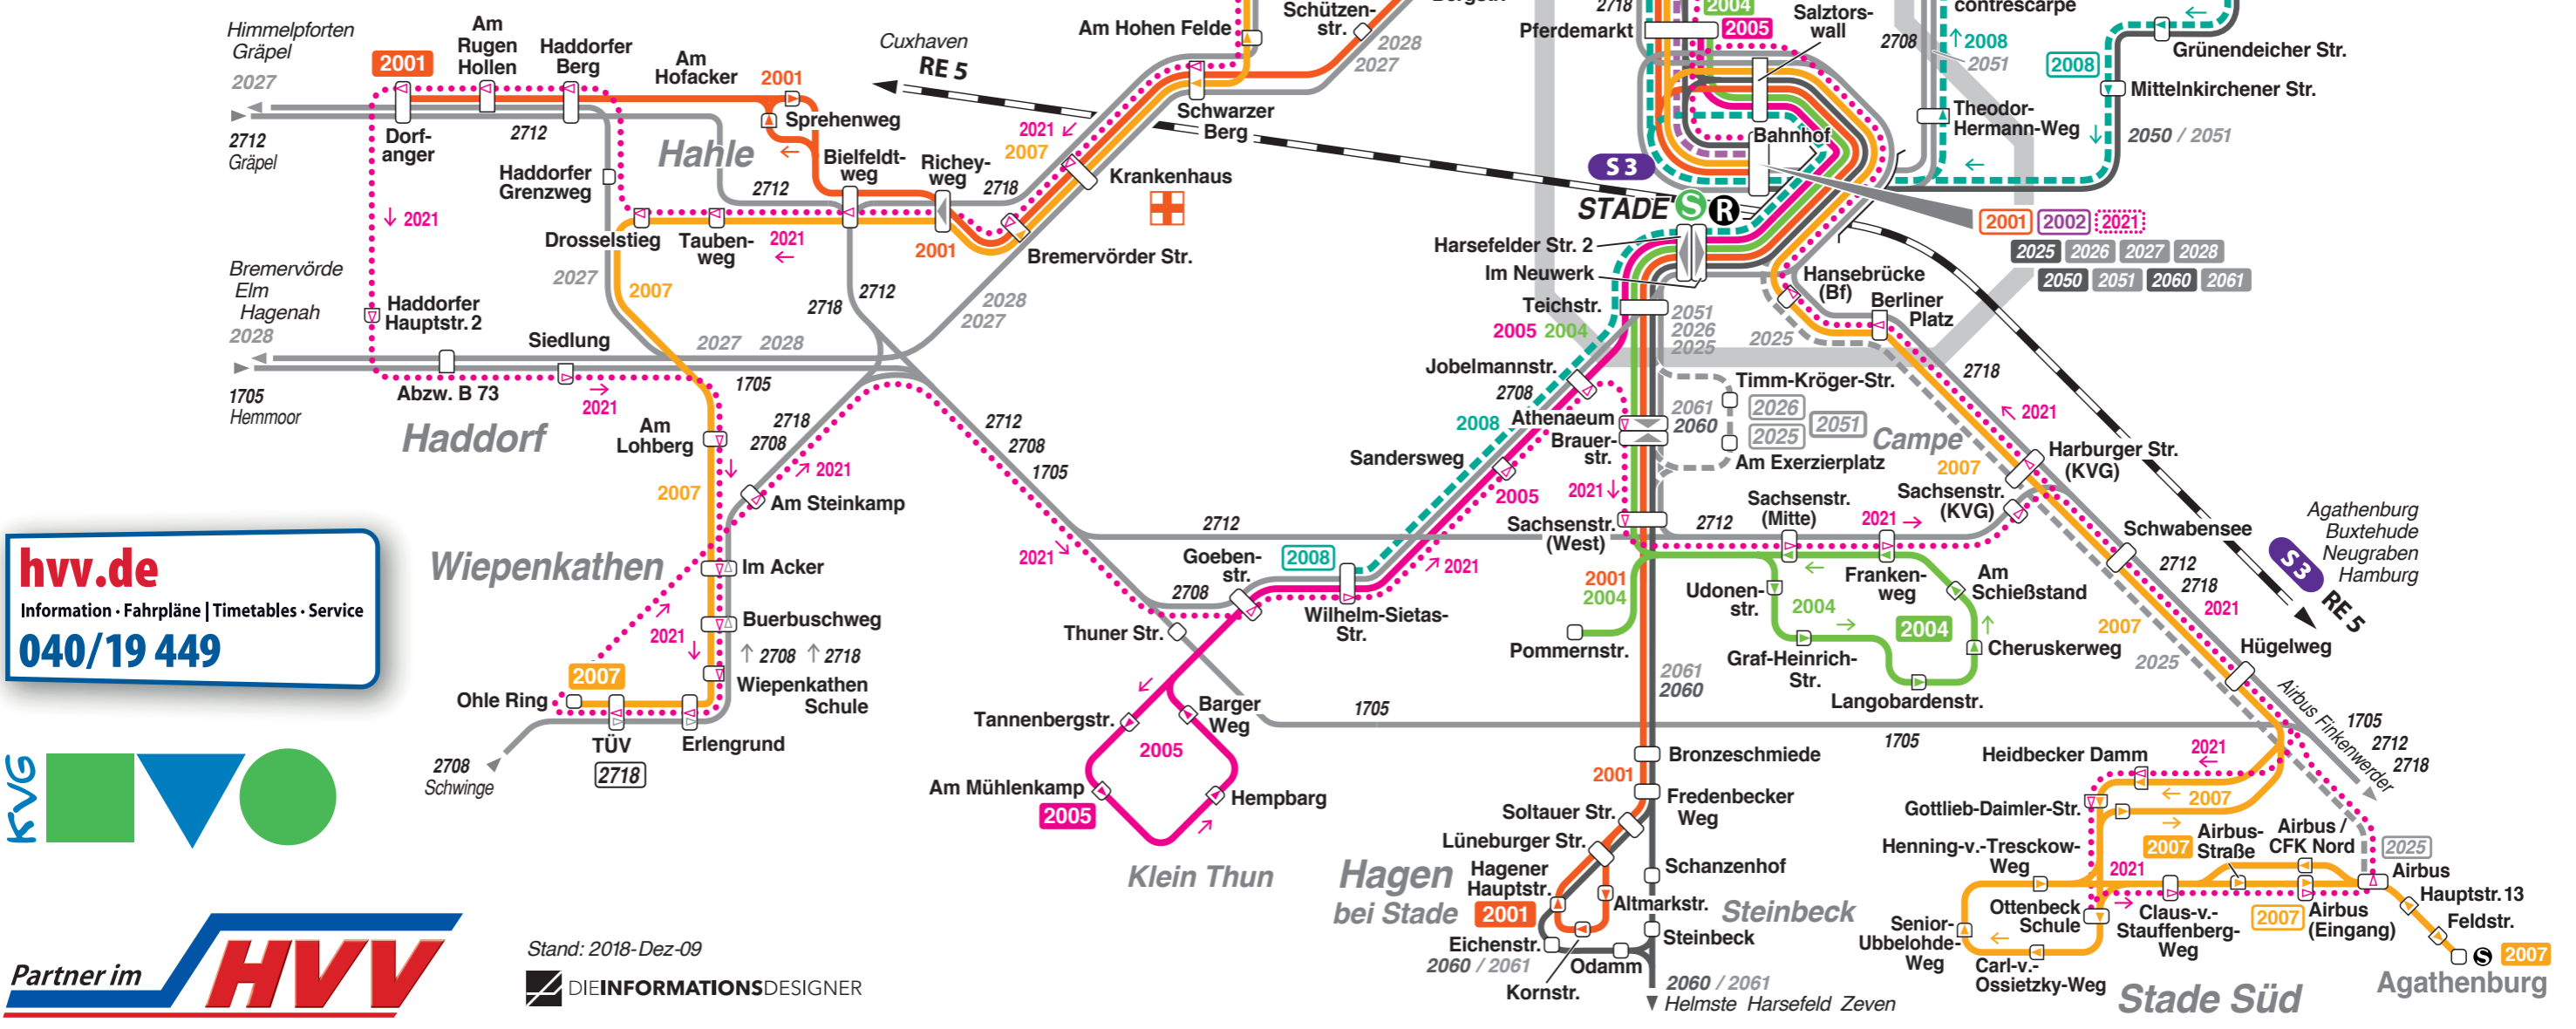 Himmelpforten
Gräpel
2027
2712
Gräpel
2001
Am
Rugen
Hollen
Haddorfer
Berg
Am
Hofacker
2001
Sprehenweg
Dorf-
anger
2712
Hahle
Haddorfer
Grenzweg
Bielfeldt-
weg
Richey-
weg
2712
2718
Drosselstieg
Tauben-
weg
2021
2001
Bremervörder Str.
2021
2027
2007
2718
2712
2028
2027
Bremervörde
Elm
Hagenah
2028
1705
Hemmoor
Haddorfer
Hauptstr. 2
Siedlung
2027 2028
1705
Abzw. B 73
2021
Haddorf
Am
Lohberg
2718
2708
2021
2007
Am Steinkamp
2712
2708
1705
Wiepenkathen
Im Acker
Buerbuschweg
2021
2708 2718
Wiepenkathen
Schule
2007
Ohle Ring
TÜV
2718
Erlengrund
2708
Schwinge
Cuxhaven
RE 5
Am Hohen Felde
Schützen-
str.
2028
2027
Schwarzer
Berg
2021
2007
Krankenhaus
2718
Pferdemarkt
2004
2005
Salztors-
wall
2708
contrescarpe
2008
2051
2008
Grünendeicher Str.
Mittelnkirchener Str.
Theodor-
Hermann-Weg
2050 / 2051
Bahnhof
S 3
STADE S R
2001 2002 2021
2025 2026 2027 2028
2050 2051 2060 2061
Harsefelder Str. 2
Im Neuwerk
Teichstr.
2005 2004
2051
2026
2025
2025
Hansebrücke
(Bf)
Berliner
Platz
2718
Jobelmannstr.
2708
2008
Athenaeum
Brauer-
str.
2061
2060
Timm-Kröger-Str.
2026
2025
2051
Am Exerzierplatz
Campe
2021
2007
Harburger Str.
(KVG)
Sandersweg
2005
2021
Sachsenstr.
(West)
2712
Sachsenstr.
(Mitte)
2021
Sachsenstr.
(KVG)
Schwabensee
2712
2718
2021
2007
2025
Agathenburg
Buxtehude
Neugraben
Hamburg
S 3 RE 5
Hügelweg
Airbus Finkenwerder
2712
2021
Goeben-
str.
2008
2708
2021
Wilhelm-Sietas-
Str.
Thuner Str.
2001
2004
Pommernstr.
Udonen-
str.
2004
Franken-
weg
Am
Schießstand
2004
Cheruskerweg
Graf-Heinrich-
Str.
Langobardenstr.
2061
2060
Tannenbergstr.
Barger
Weg
2005
Am Mühlenkamp
2005
Hempbarg
Klein Thun
1705
1705
1705
2712
2718
Bronzeschmiede
2001
Fredenbecker
Weg
Soltauer Str.
Lüneburger Str.
Schanzenhof
Hagen
bei Stade
Hagener
Hauptstr.
2001
Altmarkstr.
Steinbeck
Steinbeck
Eichenstr.
2060 / 2061
Odamm
Kornstr.
2060 / 2061
Helmste Harsefeld Zeven
Heidbecker Damm
2021
Gottlieb-Daimler-Str.
2007
Henning-v.-Tresckow-
Weg
2007
Airbus-
Straße
Airbus /
CFK Nord
2025
2021
Airbus
Hauptstr. 13
Feldstr.
2007
Agathenburg
Senior-
Ubbelohde-
Weg
Ottenbeck
Schule
Claus-v.-
Stauffenberg-
Weg
2007
Airbus
(Eingang)
Carl-v.-
Ossietzky-Weg
Stade Süd
hvv.de
Information · Fahrpläne | Timetables · Service
040/19 449
KVG
Partner im HVV
Stand: 2018-Dez-09
DIEINFORMATIONSDESIGNER